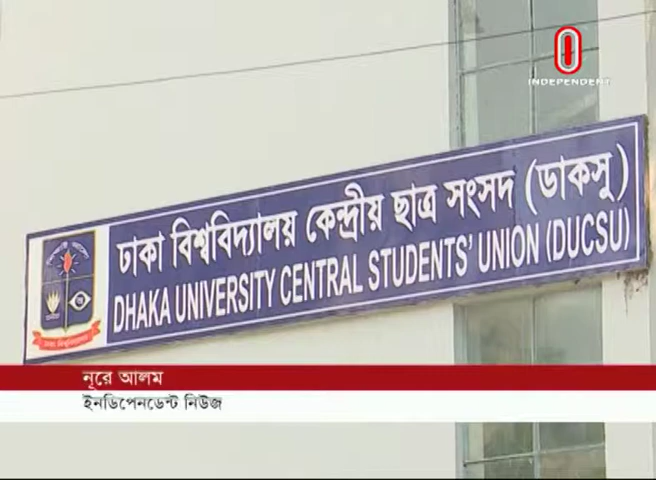 INDEPENDENT
ঢাকা বিশ্ববিদ্যালয় কেন্দ্রীয় ছাত্র সংসদ (ডাকসু)
DHAKA UNIVERSITY CENTRAL STUDENTS' UNION (DUCSU)
নূরে আলম
ইনডিপেনডেন্ট নিউজ